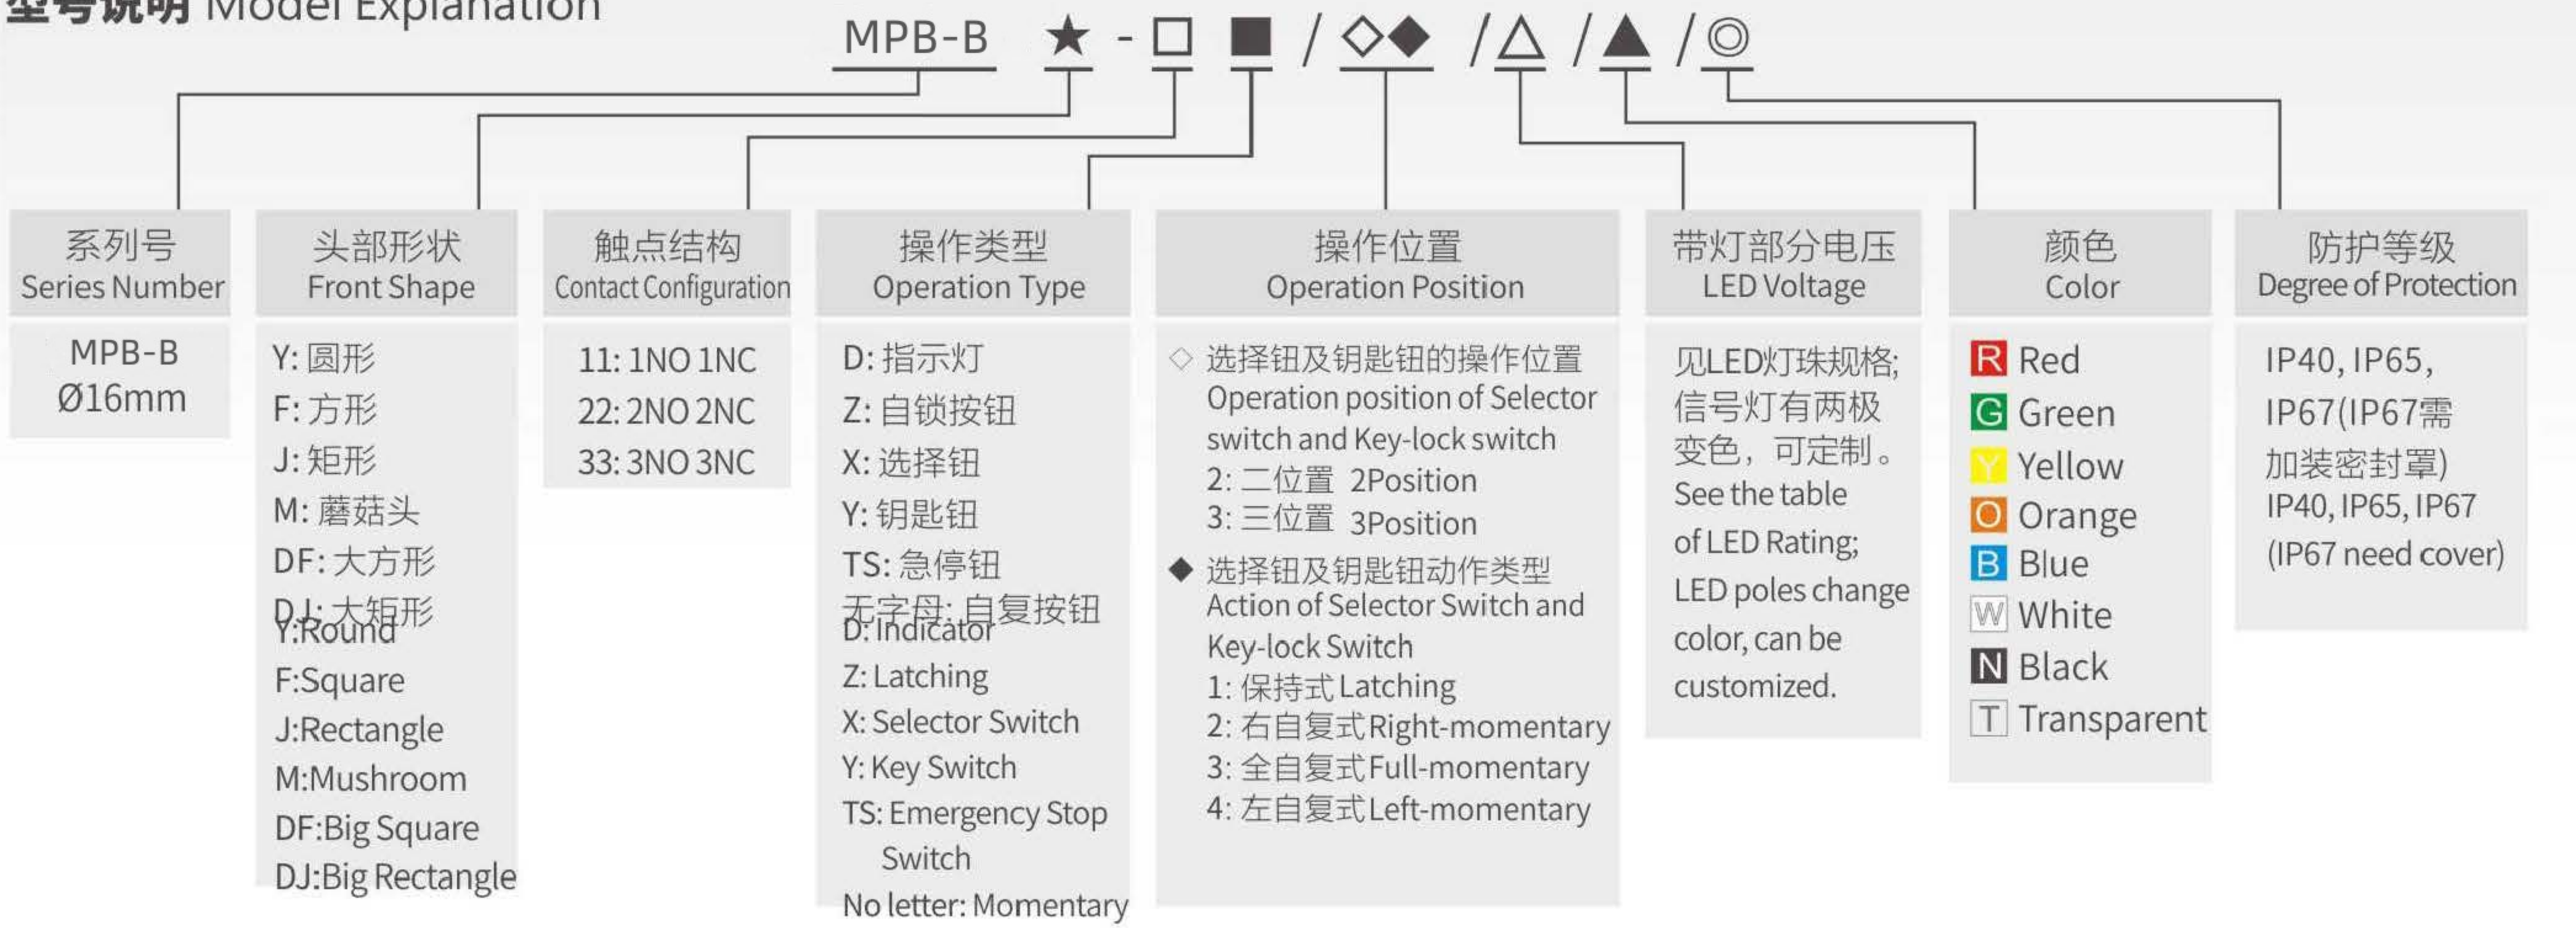 型号说明 Model Explanation
MPB-B ★ - □ ■ / ◇◆ / △ / ▲ / ◎
系列号
Series Number
MPB-B
Ø16mm
头部形状
Front Shape
Y: 圆形
F: 方形
J: 矩形
M: 蘑菇头
DF: 大方形
DJ: 大矩形
Y:Round
F:Square
J:Rectangle
M:Mushroom
DF:Big Square
DJ:Big Rectangle
触点结构
Contact Configuration
11: 1NO 1NC
22: 2NO 2NC
33: 3NO 3NC
操作类型
Operation Type
D: 指示灯
Z: 自锁按钮
X: 选择钮
Y: 钥匙钮
TS: 急停钮
无字母: 自复按钮
D: Indicator
Z: Latching
X: Selector Switch
Y: Key Switch
TS: Emergency Stop
Switch
No letter: Momentary
操作位置
Operation Position
◇ 选择钮及钥匙钮的操作位置
Operation position of Selector
switch and Key-lock switch
2: 二位置 2Position
3: 三位置 3Position
◆ 选择钮及钥匙钮动作类型
Action of Selector Switch and
Key-lock Switch
1: 保持式 Latching
2: 右自复式 Right-momentary
3: 全自复式 Full-momentary
4: 左自复式 Left-momentary
带灯部分电压
LED Voltage
见LED灯珠规格;
信号灯有两极
变色，可定制。
See the table
of LED Rating;
LED poles change
color, can be
customized.
颜色
Color
R Red
G Green
Y Yellow
O Orange
B Blue
W White
N Black
T Transparent
防护等级
Degree of Protection
IP40, IP65,
IP67(IP67需
加装密封罩)
IP40, IP65, IP67
(IP67 need cover)